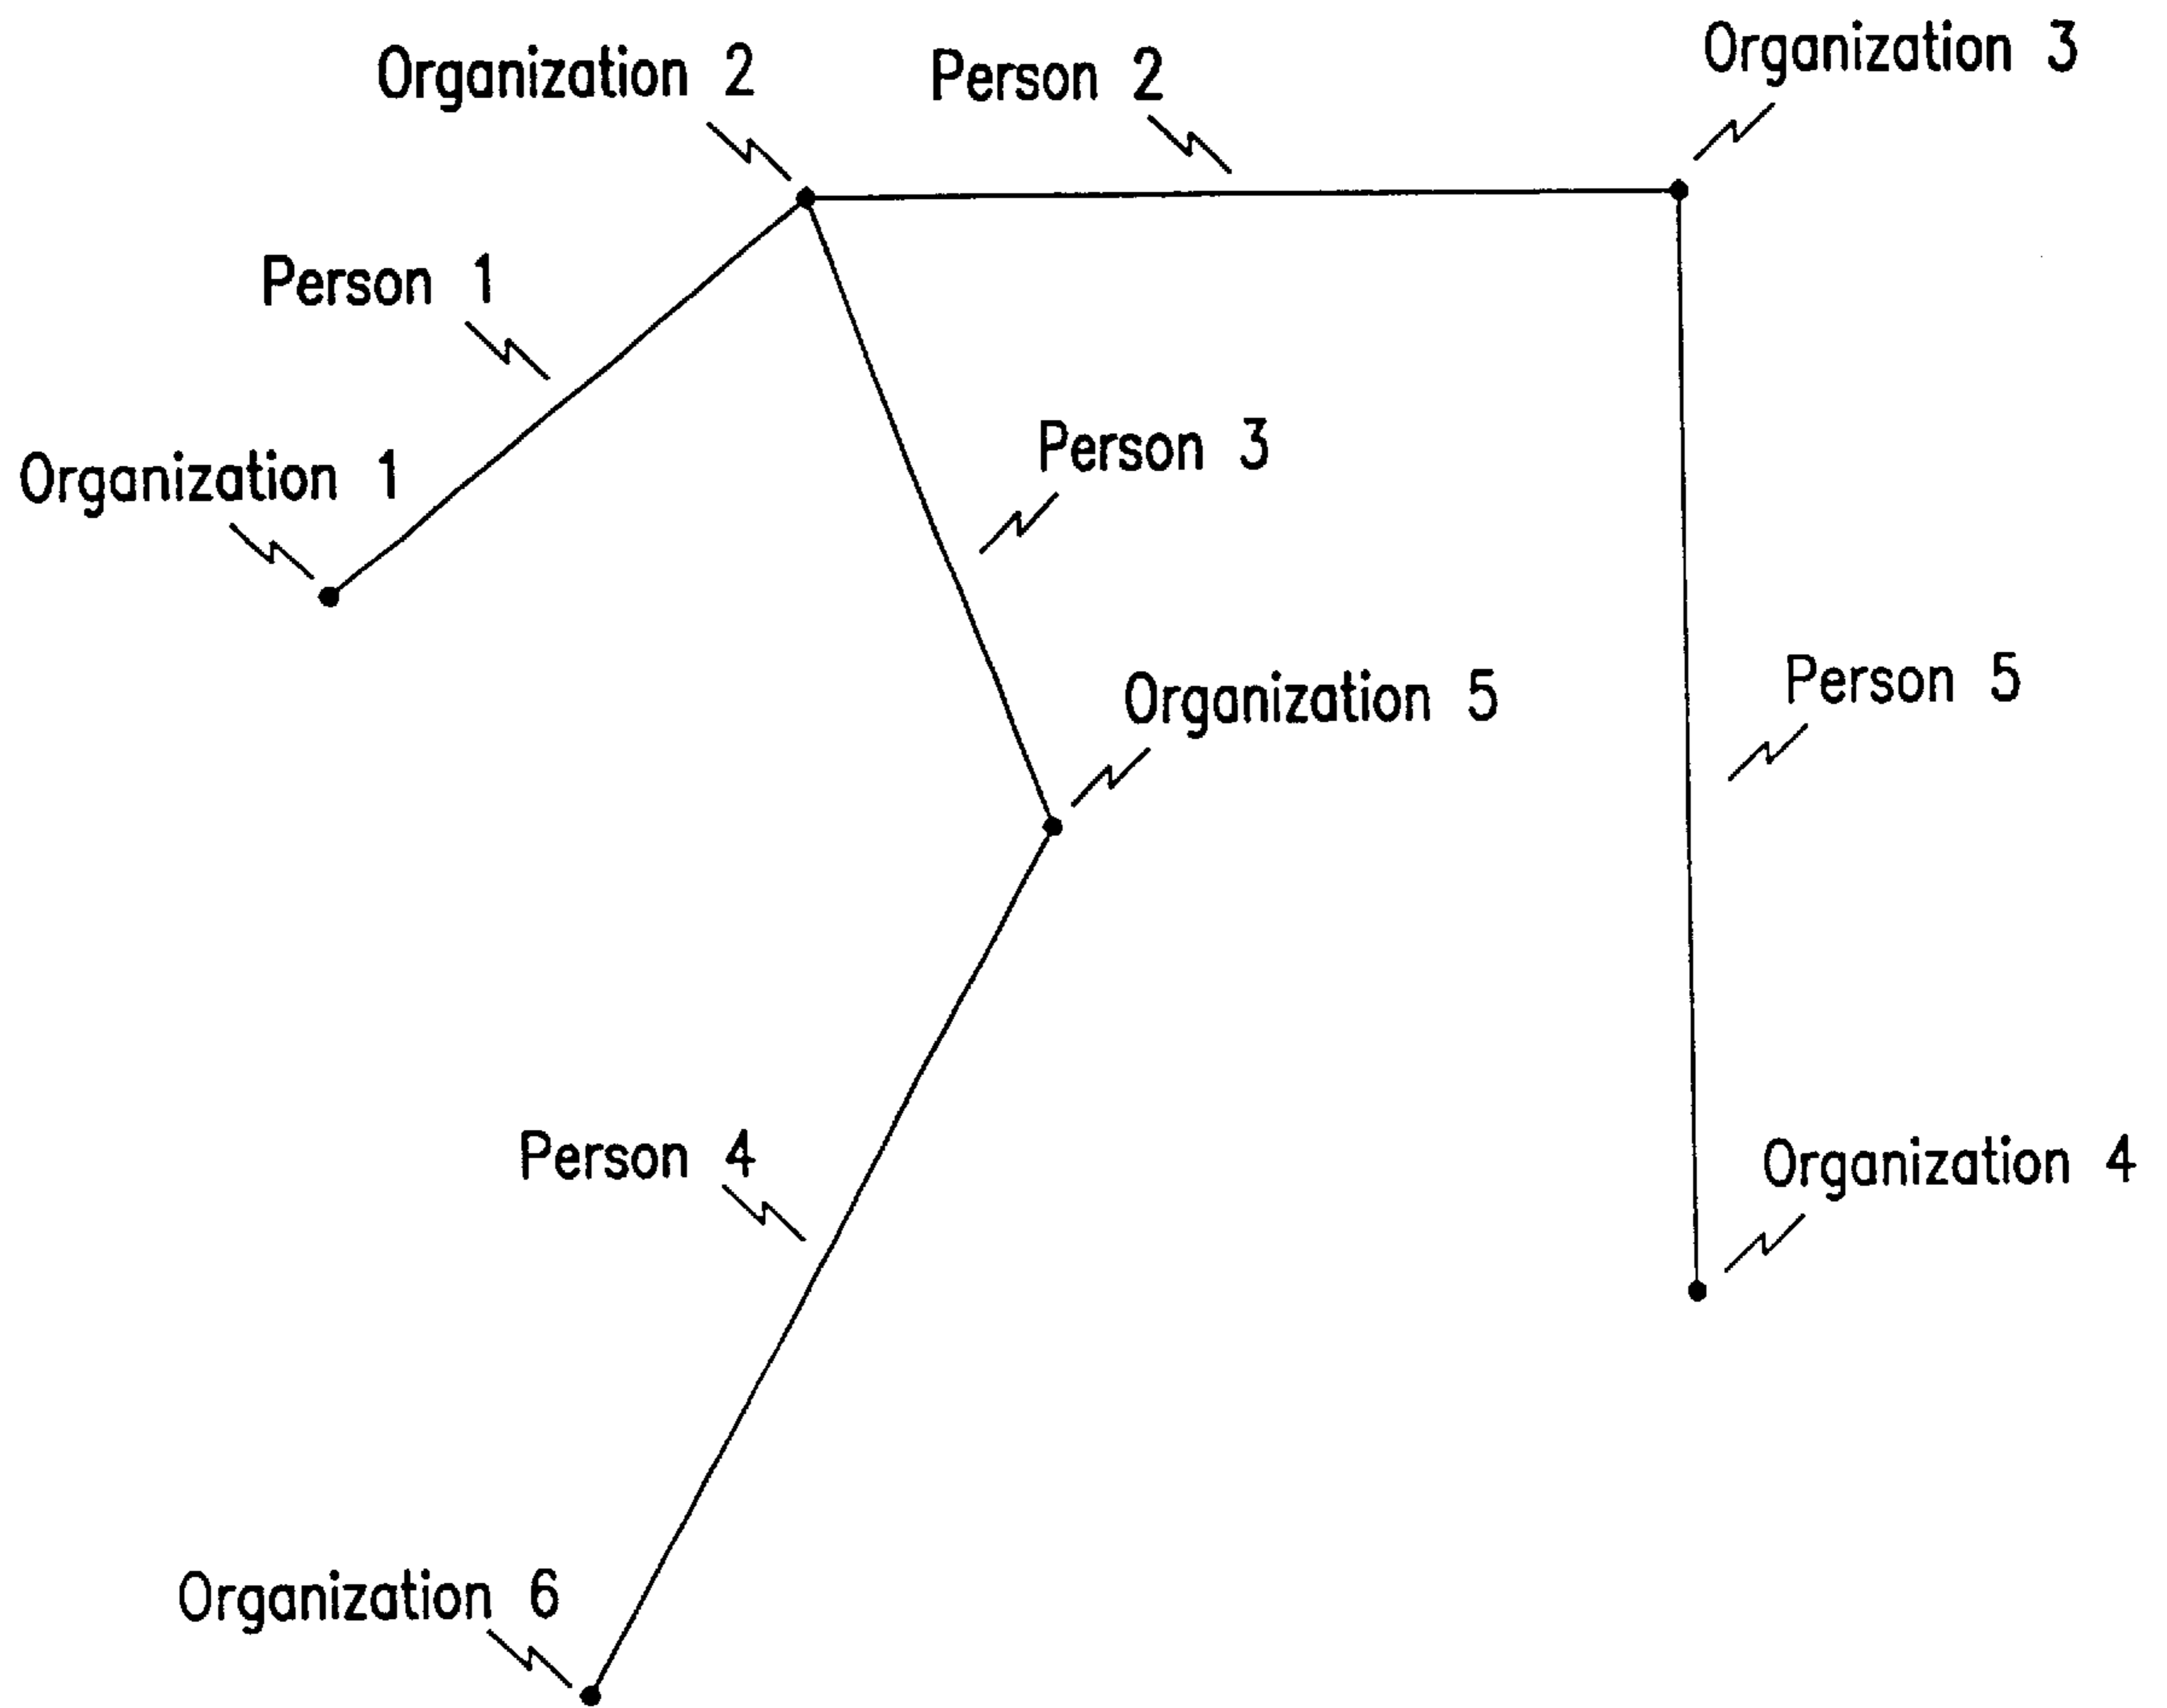 Organization 3
Organization 2
Person 2
Person 1
Person 3
Organization 1
Person 5
Organization 5
Person 4
Organization 4
Organization 6